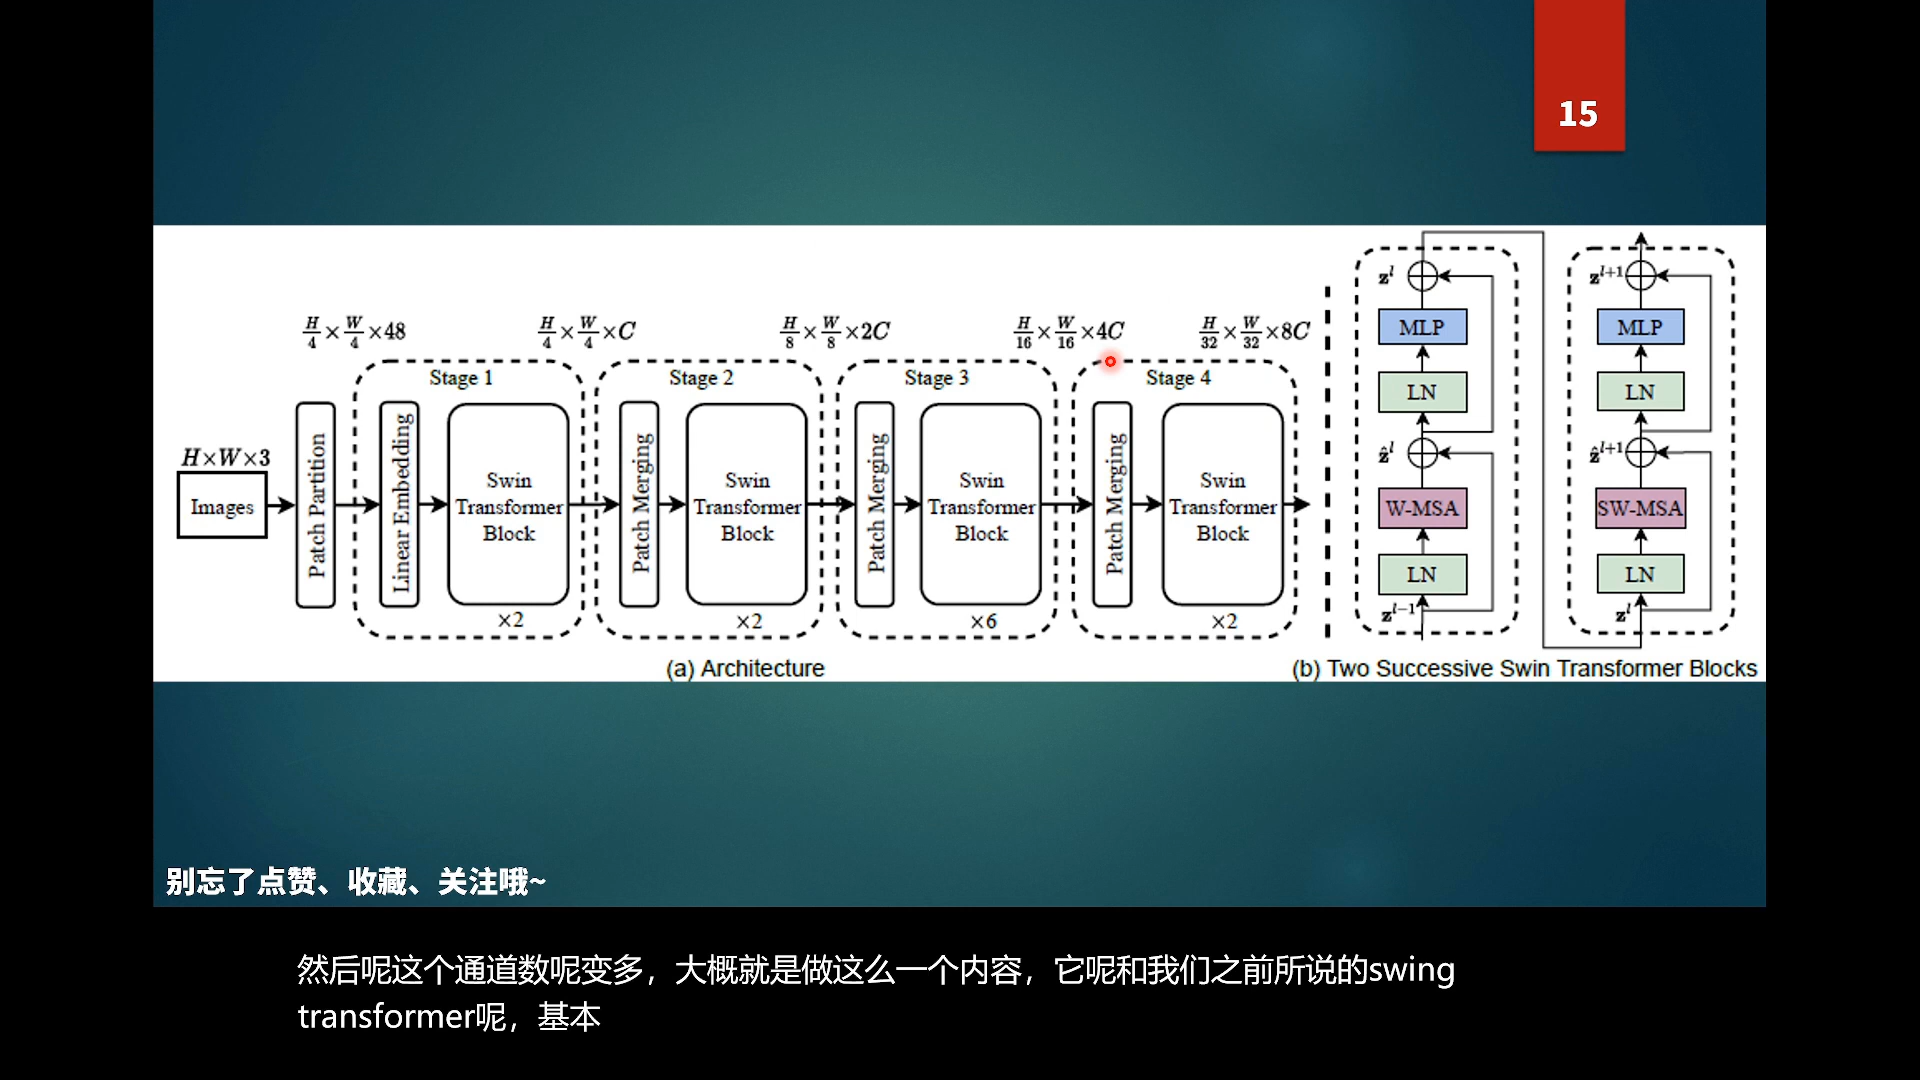 15
H/4 × W/4 × 48
H/4 × W/4 × C
H/8 × W/8 × 2C
H/16 × W/16 × 4C
H/32 × W/32 × 8C
Stage 1
Stage 2
Stage 3
Stage 4
H×W×3
Images
Patch Partition
Linear Embedding
Swin
Transformer
Block
×2
Patch Merging
Swin
Transformer
Block
×2
Patch Merging
Swin
Transformer
Block
×6
Patch Merging
Swin
Transformer
Block
×2
(a) Architecture
z^l
MLP
LN
ẑ^l
W-MSA
LN
z^{l-1}
z^{l+1}
MLP
LN
ẑ^{l+1}
SW-MSA
LN
z^l
(b) Two Successive Swin Transformer Blocks
别忘了点赞、收藏、关注哦~
然后呢这个通道数呢变多，大概就是做这么一个内容，它呢和我们之前所说的swing
transformer呢，基本